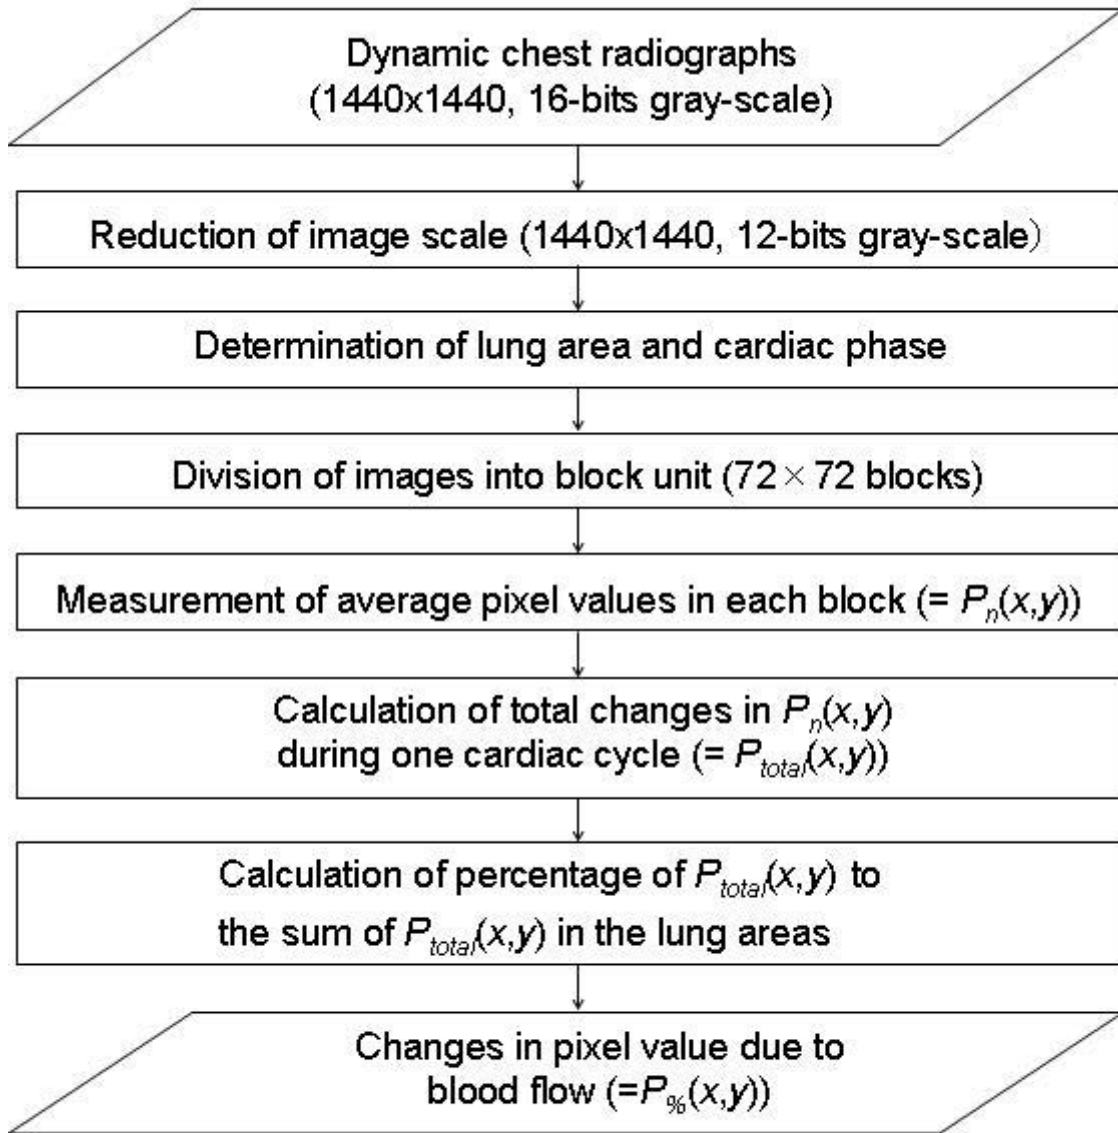 Dynamic chest radiographs
(1440x1440, 16-bits gray-scale)
Reduction of image scale (1440x1440, 12-bits gray-scale）
Determination of lung area and cardiac phase
Division of images into block unit (72×72 blocks)
Measurement of average pixel values in each block (= Pn(x,y))
Calculation of total changes in Pn(x,y)
during one cardiac cycle (= Ptotal(x,y))
Calculation of percentage of Ptotal(x,y) to
the sum of Ptotal(x,y) in the lung areas
Changes in pixel value due to
blood flow (=P%(x,y))